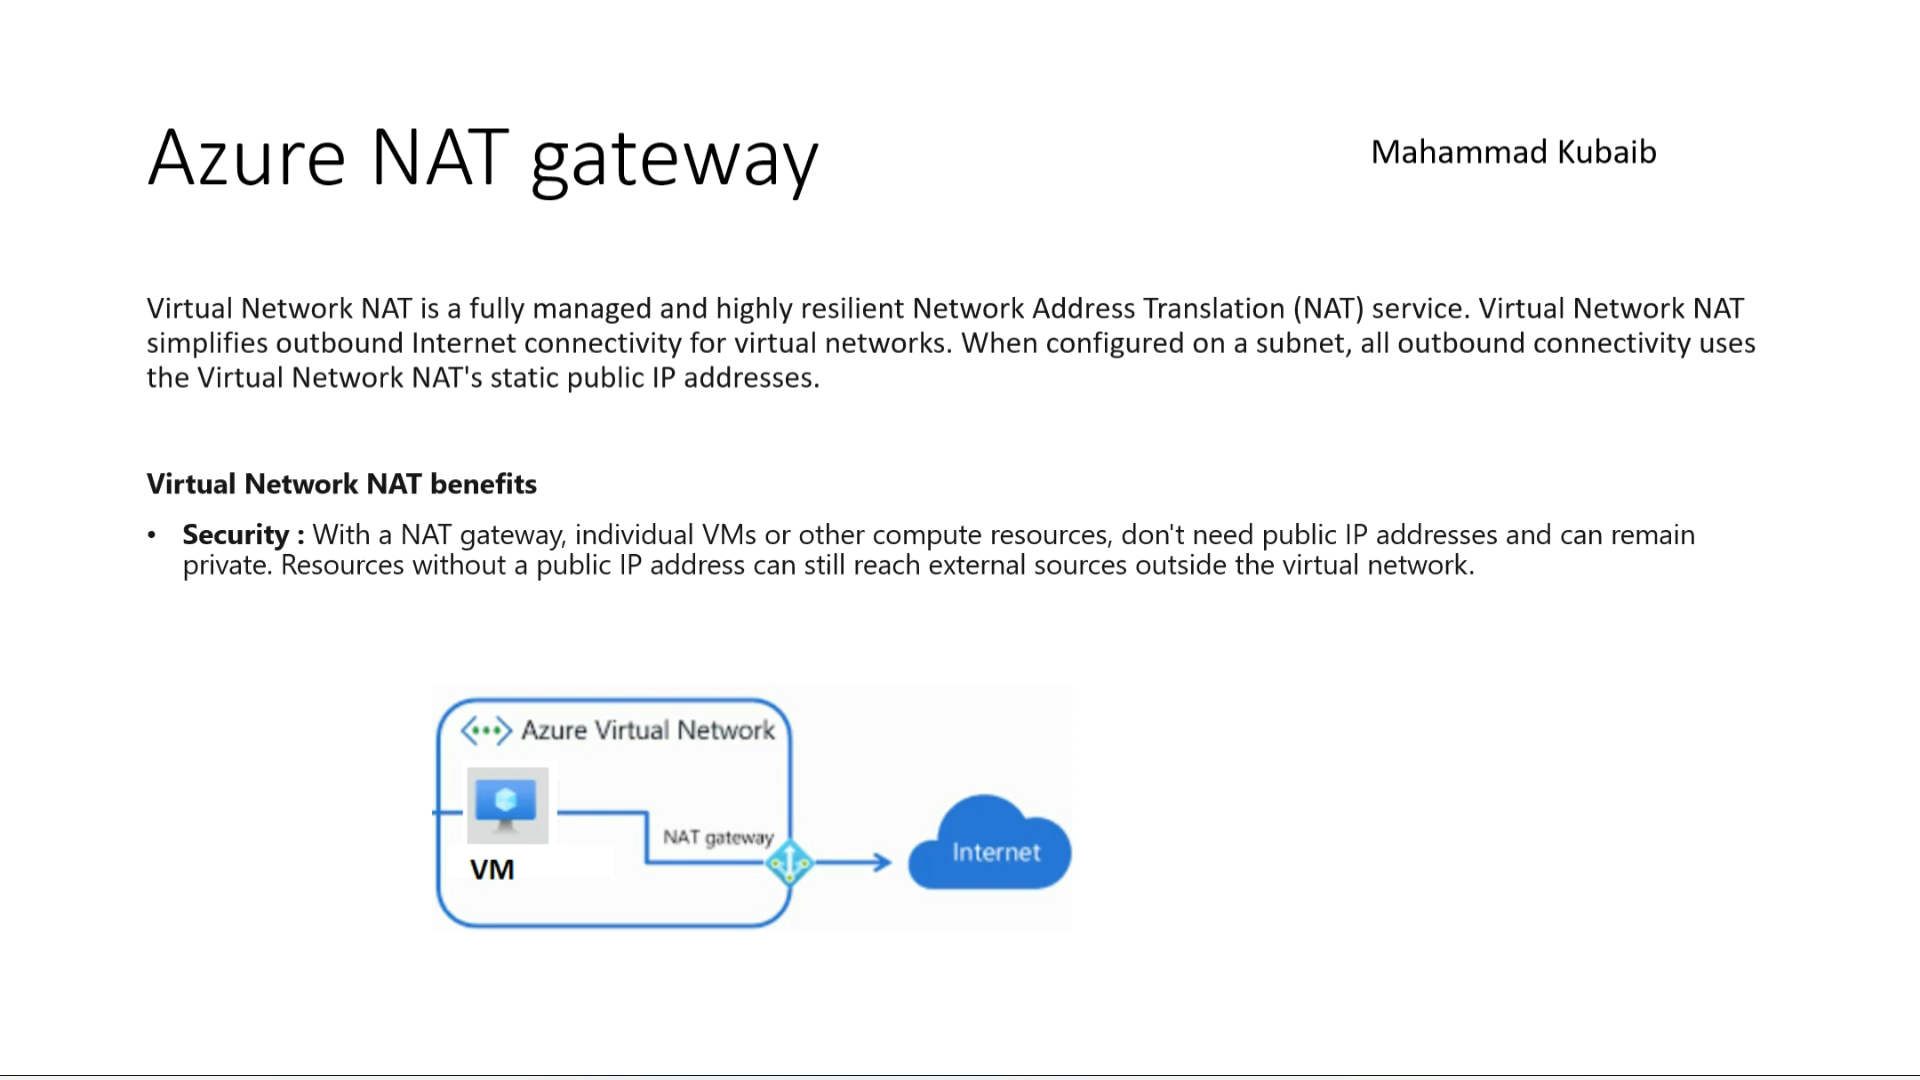 Azure NAT gateway
Mahammad Kubaib
Virtual Network NAT is a fully managed and highly resilient Network Address Translation (NAT) service. Virtual Network NAT
simplifies outbound Internet connectivity for virtual networks. When configured on a subnet, all outbound connectivity uses
the Virtual Network NAT's static public IP addresses.
Virtual Network NAT benefits
• Security : With a NAT gateway, individual VMs or other compute resources, don't need public IP addresses and can remain
private. Resources without a public IP address can still reach external sources outside the virtual network.
Azure Virtual Network
NAT gateway
VM
Internet